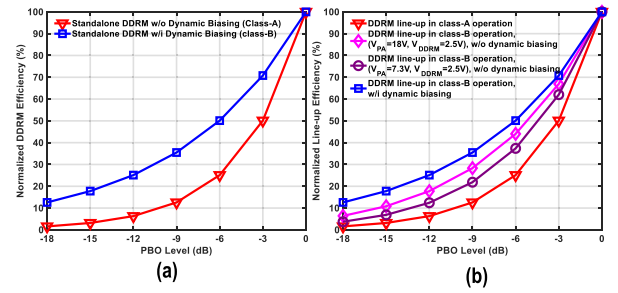 Standalone DDRM w/o Dynamic Biasing (Class-A)
Standalone DDRM w/i Dynamic Biasing (class-B)
Normalized DDRM Efficiency (%)
100
90
80
70
60
50
40
30
20
10
0
-18
-15
-12
-9
-6
-3
0
PBO Level (dB)
(a)
DDRM line-up in class-A operation
DDRM line-up in class-B operation,
(VPA=18V, VDDRM=2.5V), w/o dynamic biasing
DDRM line-up in class-B operation,
(VPA=7.3V, VDDRM=2.5V), w/o dynamic biasing
DDRM line-up in class-B operation,
w/i dynamic biasing
Normalized Line-up Efficiency (%)
100
90
80
70
60
50
40
30
20
10
0
-18
-15
-12
-9
-6
-3
0
PBO Level (dB)
(b)